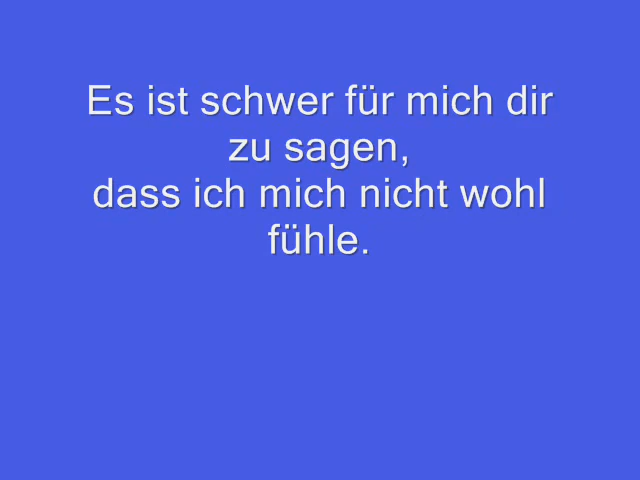 Es ist schwer für mich dir
zu sagen,
dass ich mich nicht wohl
fühle.